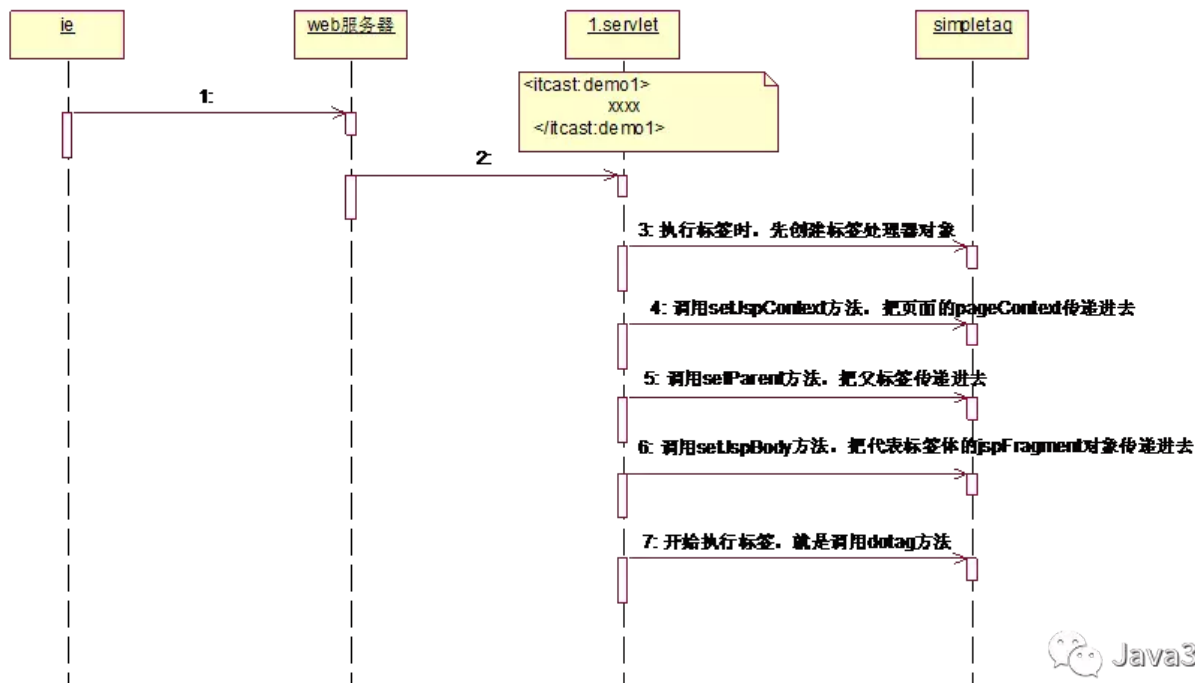 ie
web服务器
1.servlet
simpletag
<itcast:demo1>
xxxx
</itcast:demo1>
1:
2:
3: 执行标签时，先创建标签处理器对象
4: 调用setJspContext方法，把页面的pageContext传递进去
5: 调用setParent方法，把父标签传递进去
6: 调用setJspBody方法，把代表标签体的jspFragment对象传递进去
7: 开始执行标签，就是调用dotag方法
Java3